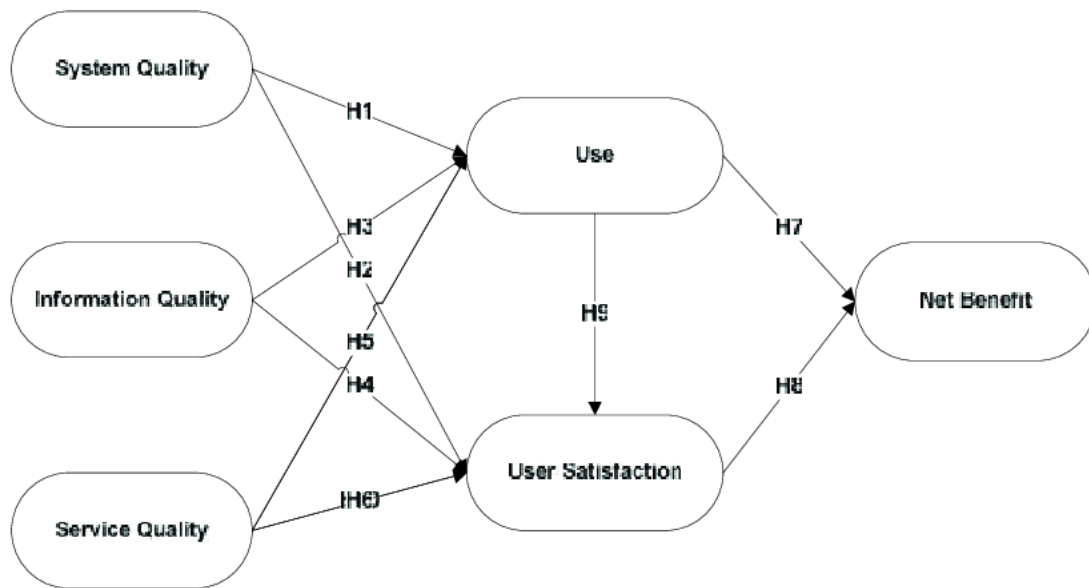 System Quality
H1
Use
H3
H7
H2
Information Quality
Net Benefit
H9
H5
H4
H8
User Satisfaction
H6
Service Quality